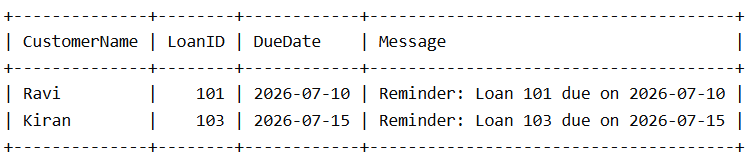 +--------------+--------+------------+------------------------------------+
| CustomerName | LoanID | DueDate    | Message                            |
+--------------+--------+------------+------------------------------------+
| Ravi         |    101 | 2026-07-10 | Reminder: Loan 101 due on 2026-07-10 |
| Kiran        |    103 | 2026-07-15 | Reminder: Loan 103 due on 2026-07-15 |
+--------------+--------+------------+------------------------------------+